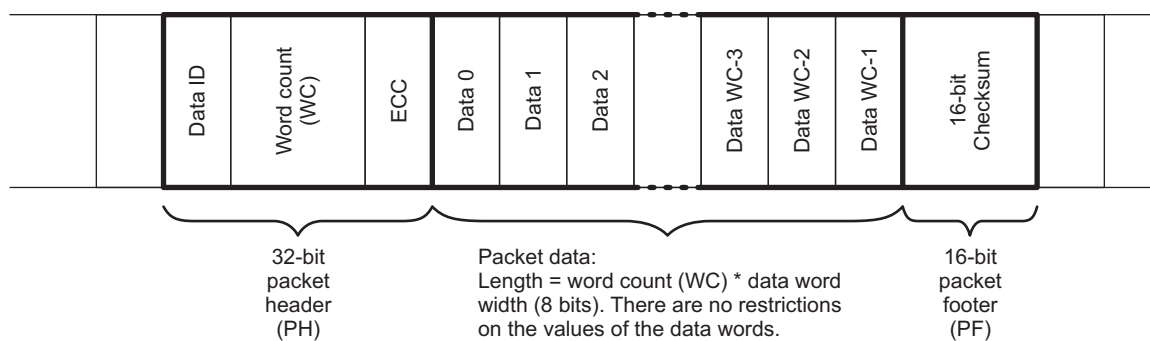 Data ID
Word count
(WC)
ECC
Data 0
Data 1
Data 2
Data WC-3
Data WC-2
Data WC-1
16-bit
Checksum
32-bit
packet
header
(PH)
Packet data:
Length = word count (WC) * data word
width (8 bits). There are no restrictions
on the values of the data words.
16-bit
packet
footer
(PF)